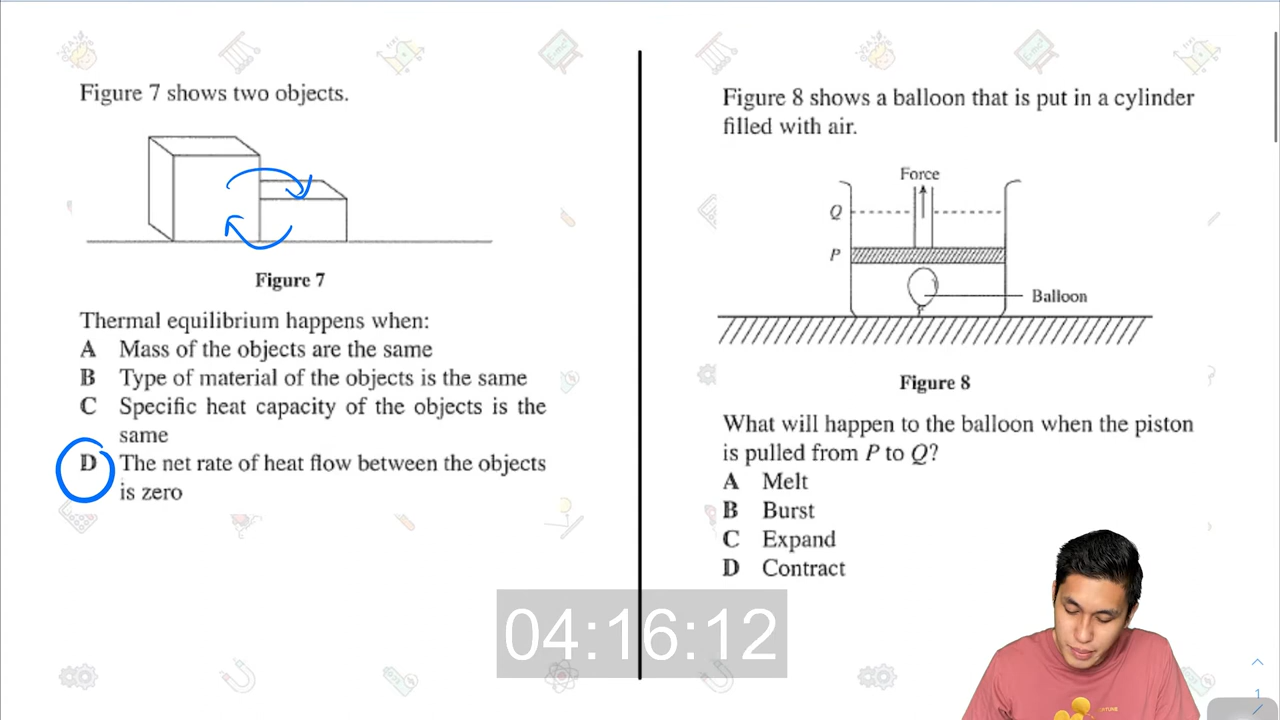 Figure 7 shows two objects.
Figure 7
Thermal equilibrium happens when:
A Mass of the objects are the same
B Type of material of the objects is the same
C Specific heat capacity of the objects is the
same
D The net rate of heat flow between the objects
is zero
Figure 8 shows a balloon that is put in a cylinder
filled with air.
Force
Q
P
Balloon
Figure 8
What will happen to the balloon when the piston
is pulled from P to Q?
A Melt
B Burst
C Expand
D Contract
04:16:12
1